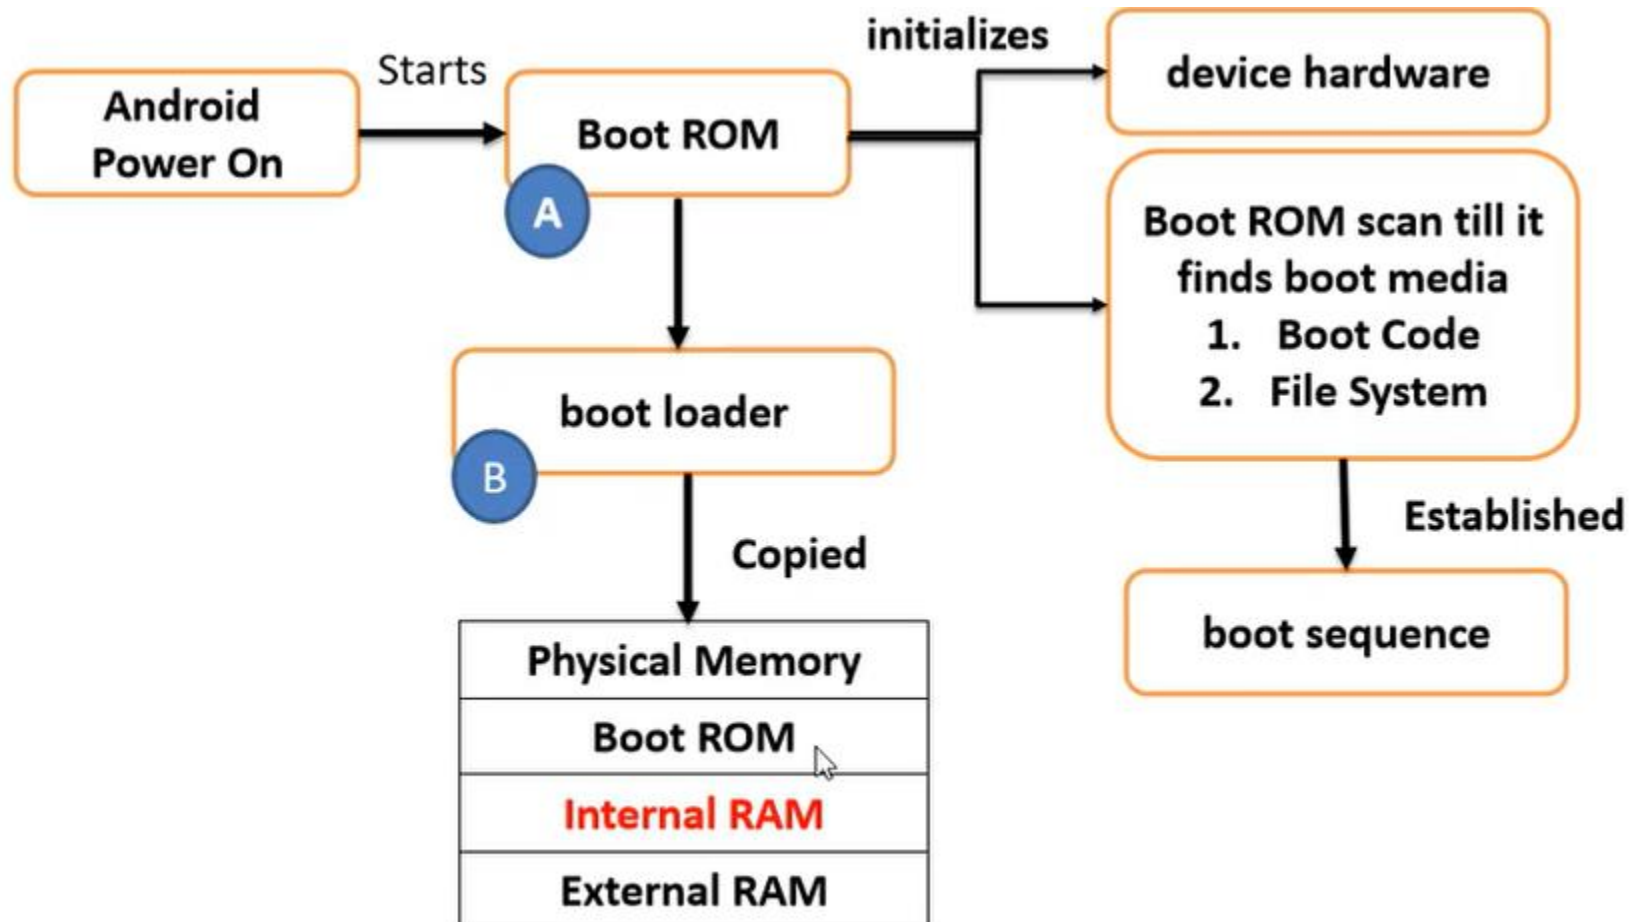 Android
Power On
Starts
Boot ROM
A
initializes
device hardware
Boot ROM scan till it
finds boot media
1. Boot Code
2. File System
Established
boot sequence
boot loader
B
Copied
Physical Memory
Boot ROM
Internal RAM
External RAM